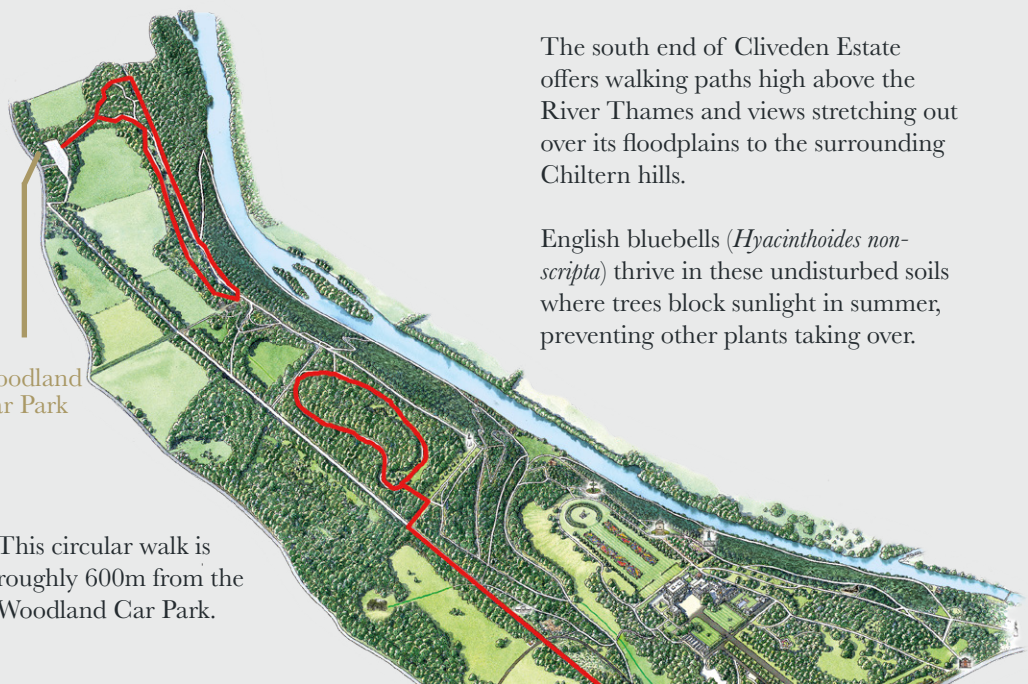 The south end of Cliveden Estate
offers walking paths high above the
River Thames and views stretching out
over its floodplains to the surrounding
Chiltern hills.
English bluebells (Hyacinthoides non-
scripta) thrive in these undisturbed soils
where trees block sunlight in summer,
preventing other plants taking over.
oodland
ar Park
This circular walk is
roughly 600m from the
Woodland Car Park.